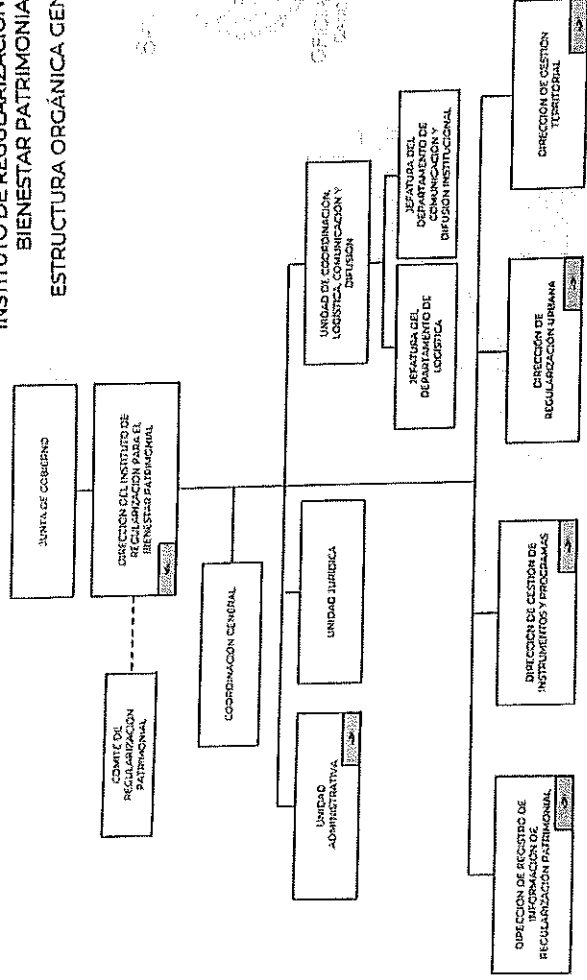 INSTITUTO DE REGULARIZACIÓN
BIENESTAR PATRIMONIA
ESTRUCTURA ORGÁNICA GEN
JUNTA DE GOBIERNO
DIRECCIÓN DEL INSTITUTO DE
REGULARIZACIÓN PARA EL
BIENESTAR PATRIMONIAL
COMITÉ DE
REGULARIZACIÓN
PATRIMONIAL
COORDINACIÓN GENERAL
UNIDAD
ADMINISTRATIVA
UNIDAD JURÍDICA
UNIDAD DE COORDINACIÓN,
LOGÍSTICA, COMUNICACIÓN Y
DIFUSIÓN
JEFATURA DEL
DEPARTAMENTO DE
LOGÍSTICA
JEFATURA DEL
DEPARTAMENTO DE
COMUNICACIÓN Y
DIFUSIÓN INSTITUCIONAL
DIRECCIÓN DE REGISTRO DE
INFORMACIÓN DE
REGULARIZACIÓN PATRIMONIAL
DIRECCIÓN DE GESTIÓN DE
INSTRUMENTOS Y PROGRAMAS
DIRECCIÓN DE
REGULARIZACIÓN URBANA
DIRECCIÓN DE GESTIÓN
TERRITORIAL